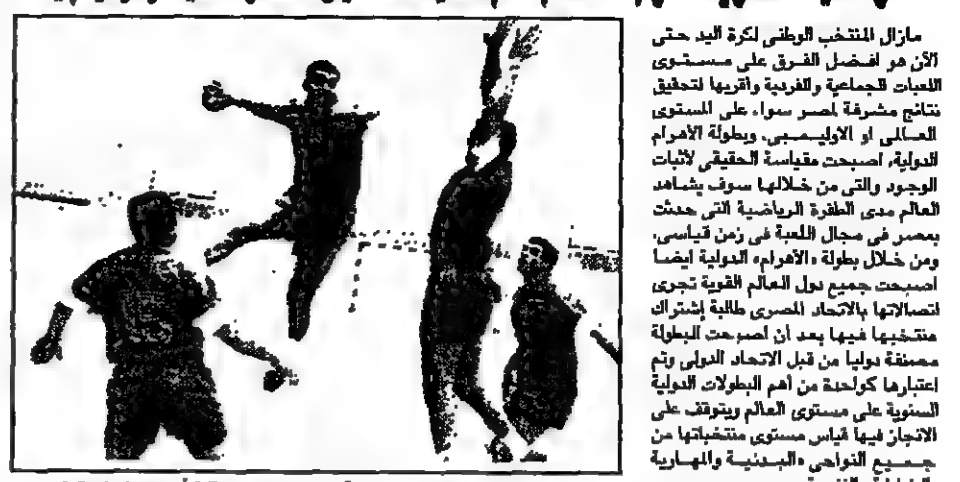 مازال المنتخب الوطنى لكرة اليد حتى
الآن هو افضل الفرق على مستوى
اللعبات الجماعية والفردية واقربها لتحقيق
نتائج مشرفة لمصر سواء على المستوى
العالمى او الاوليمبى. وبطولة الأهرام
الدولية، اصبحت مقياسة الحقيقى لأثبات
الوجود والتى من خلالها سوف يشاهد
العالم مدى الطفرة الرياضية التى حدثت
بمصر فى مجال اللعبة فى زمن قياسى.
ومن خلال بطولة «الأهرام» الدولية ايضا
اصبحت جميع دول العالم القوية تجرى
اتصالاتها بالاتحاد المصرى طالبة إشتراك
منتخبها فيها بعد أن اصبحت البطولة
مصنفة دوليا من قبل الاتحاد الدولى وتم
اعتبارها كواحدة من أهم البطولات الدولية
السنوية على مستوى العالم ويتوقف على
الانجاز فيها قياس مستوى منتخباتها من
جميع النواحى «البدنية والمهارية